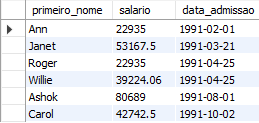 primeiro_nome salario data_admissao
Ann 22935 1991-02-01
Janet 53167.5 1991-03-21
Roger 22935 1991-04-25
Willie 39224.06 1991-04-25
Ashok 80689 1991-08-01
Carol 42742.5 1991-10-02